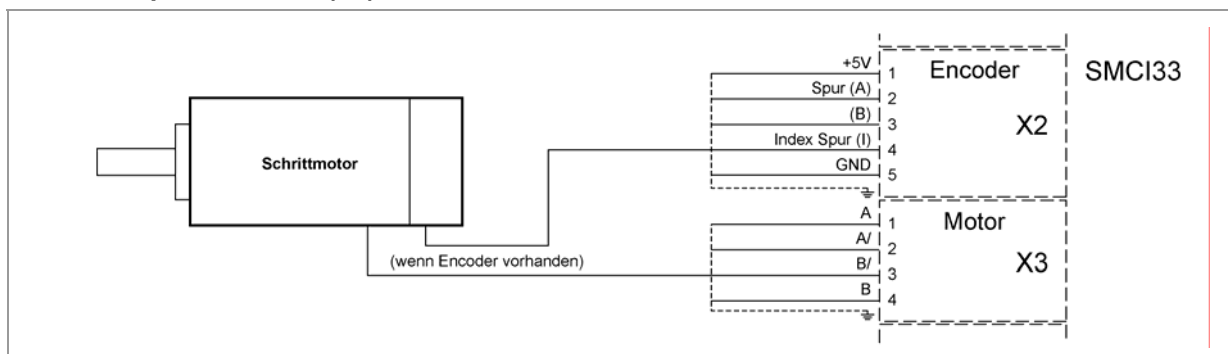 +5V
1
Encoder
SMCI33
Spur (A)
2
(B)
3
X2
Index Spur (I)
4
GND
5
Schrittmotor
A
1
Motor
A/
2
(wenn Encoder vorhanden)
B/
3
X3
B
4